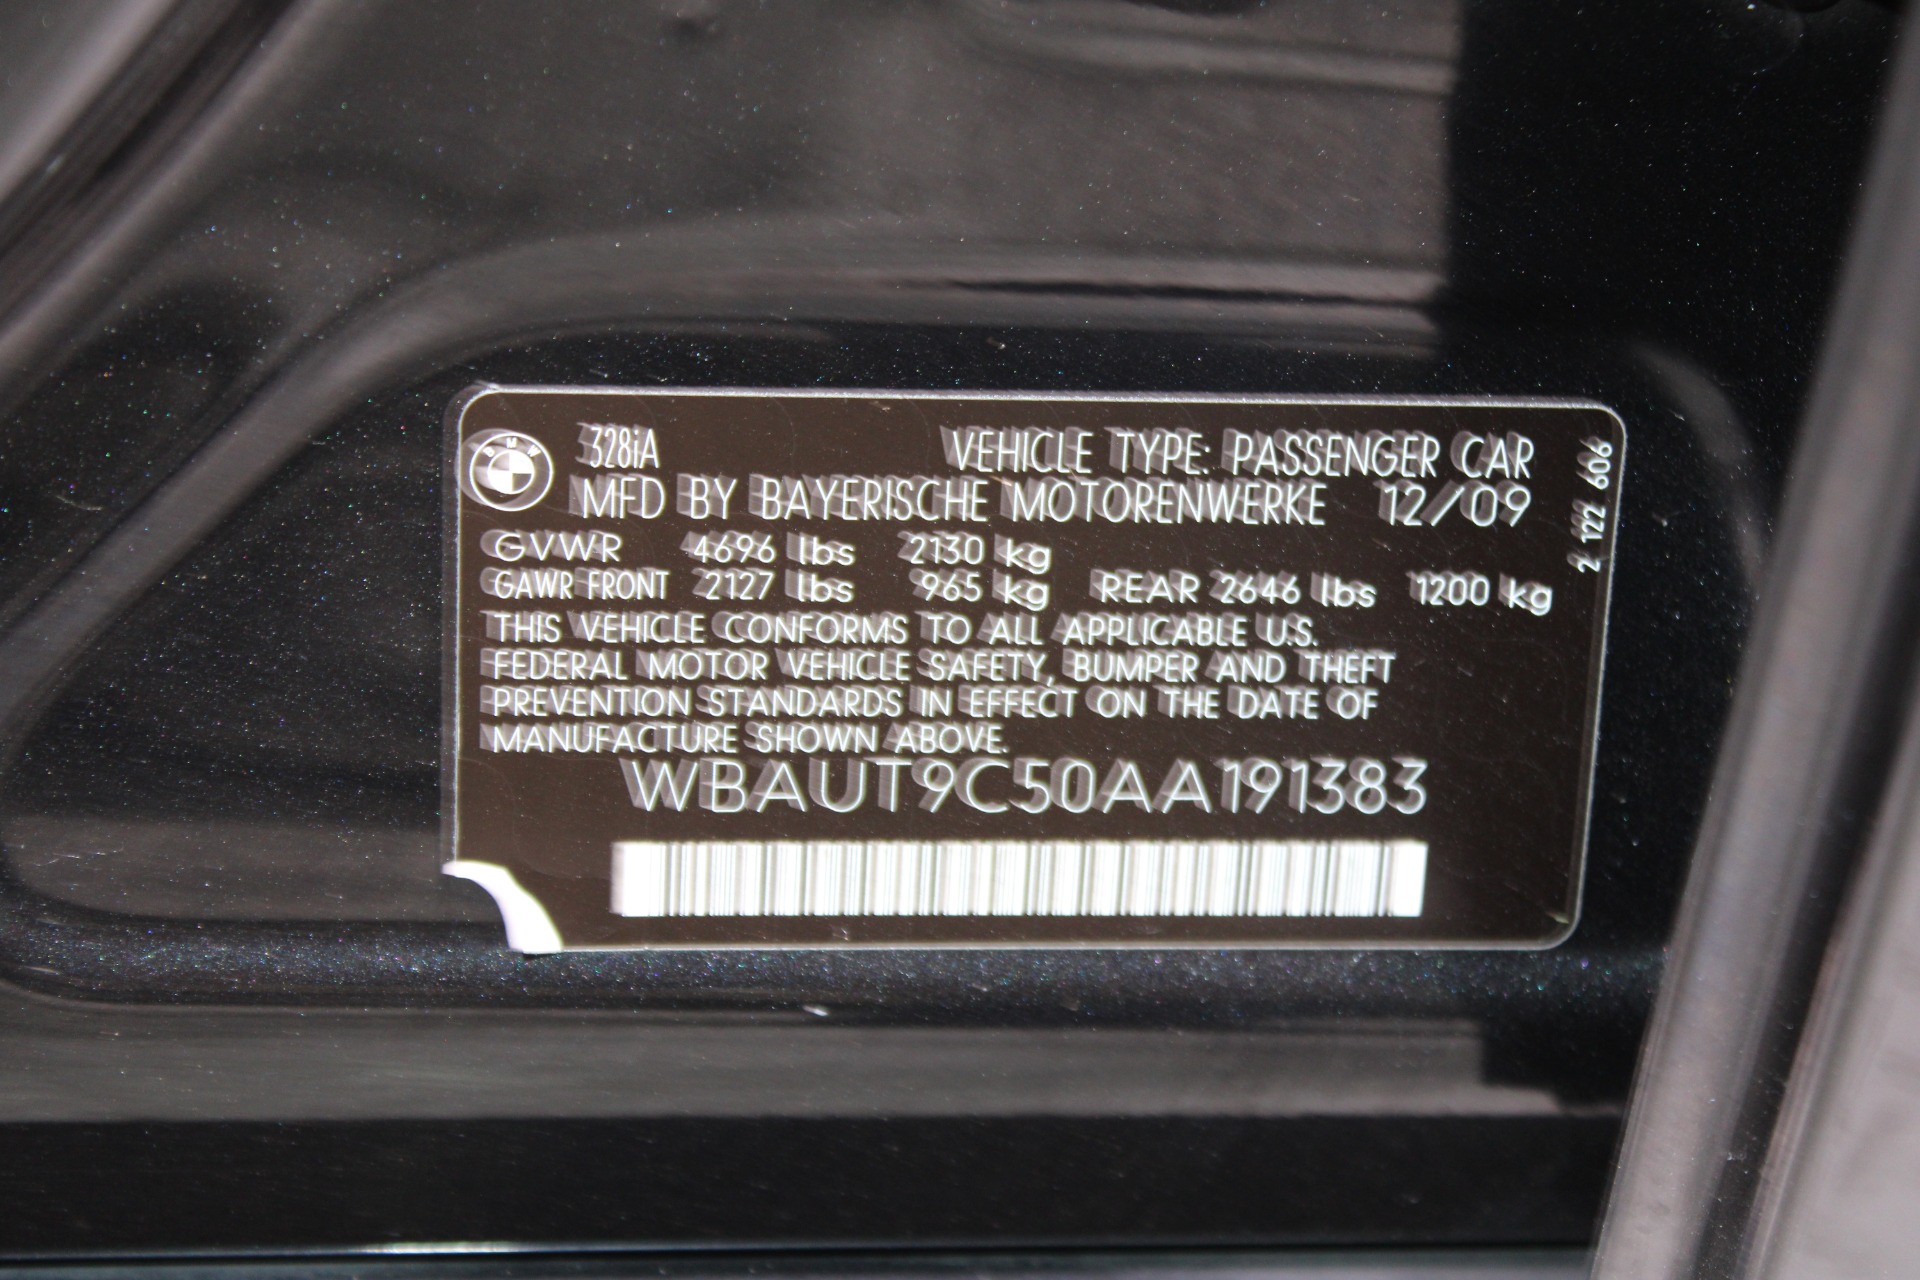 328iA VEHICLE TYPE: PASSENGER CAR
BMW
MFD BY BAYERISCHE MOTORENWERKE 12/09
GVWR 4696 lbs 2130 kg
GAWR FRONT 2127 lbs 965 kg REAR 2646 lbs 1200 kg
THIS VEHICLE CONFORMS TO ALL APPLICABLE U.S.
FEDERAL MOTOR VEHICLE SAFETY, BUMPER AND THEFT
PREVENTION STANDARDS IN EFFECT ON THE DATE OF
MANUFACTURE SHOWN ABOVE.
WBAUT9C50AA191383
2 122 606